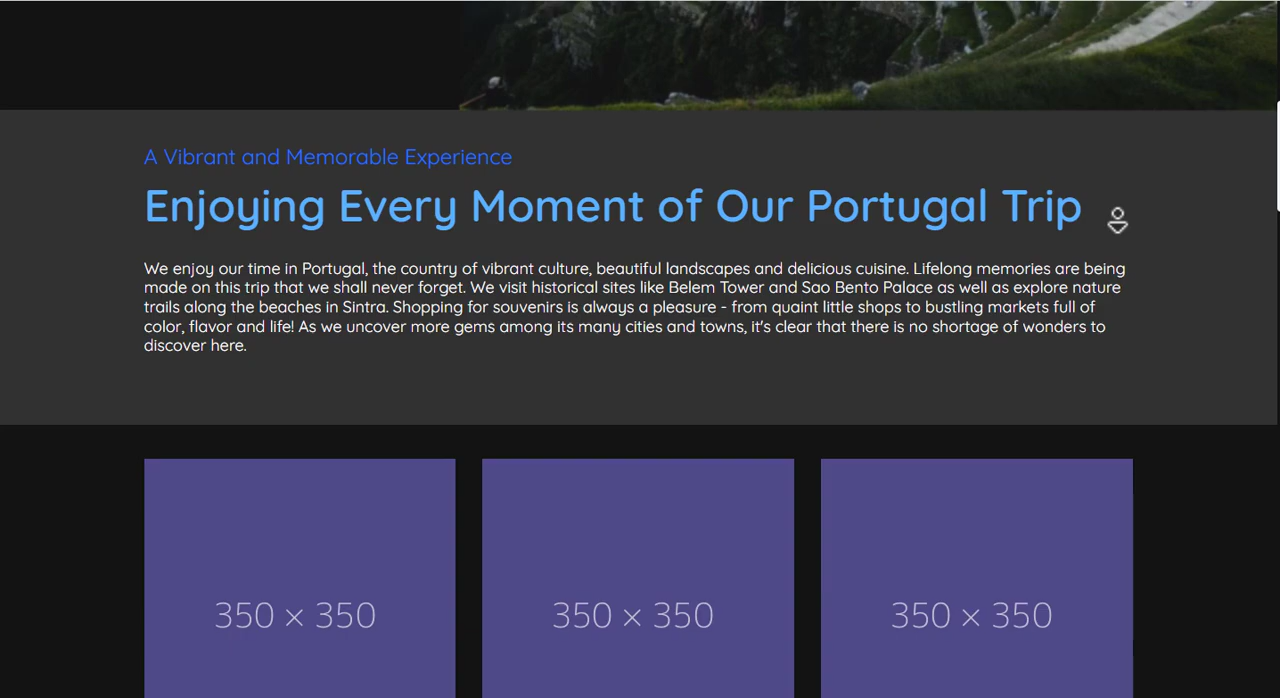 A Vibrant and Memorable Experience
Enjoying Every Moment of Our Portugal Trip
We enjoy our time in Portugal, the country of vibrant culture, beautiful landscapes and delicious cuisine. Lifelong memories are being
made on this trip that we shall never forget. We visit historical sites like Belem Tower and Sao Bento Palace as well as explore nature
trails along the beaches in Sintra. Shopping for souvenirs is always a pleasure - from quaint little shops to bustling markets full of
color, flavor and life! As we uncover more gems among its many cities and towns, it's clear that there is no shortage of wonders to
discover here.
350 × 350
350 × 350
350 × 350